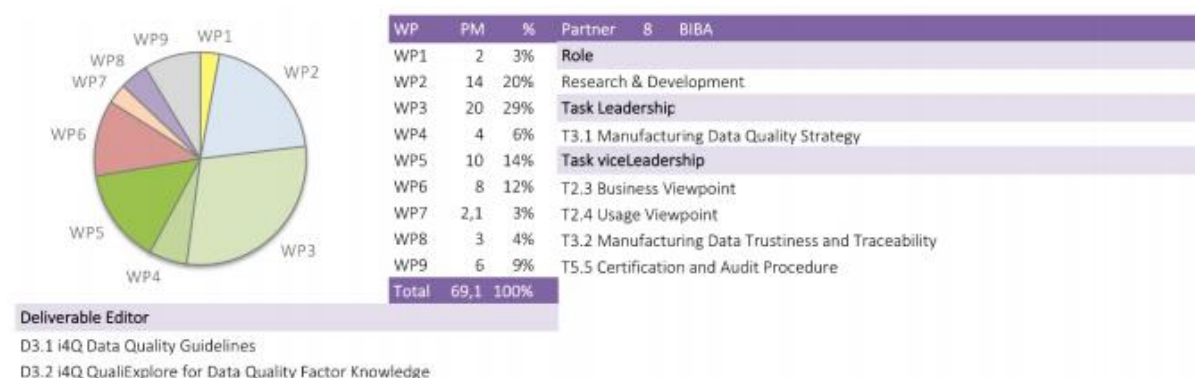 WP1
WP2
WP3
WP4
WP5
WP6
WP7
WP8
WP9
WP PM % Partner 8 BIBA
WP1 2 3% Role
WP2 14 20% Research & Development
WP3 20 29% Task Leadership
WP4 4 6% T3.1 Manufacturing Data Quality Strategy
WP5 10 14% Task viceLeadership
WP6 8 12% T2.3 Business Viewpoint
WP7 2,1 3% T2.4 Usage Viewpoint
WP8 3 4% T3.2 Manufacturing Data Trustiness and Traceability
WP9 6 9% T5.5 Certification and Audit Procedure
Total 69,1 100%
Deliverable Editor
D3.1 i4Q Data Quality Guidelines
D3.2 i4Q QualiExplore for Data Quality Factor Knowledge